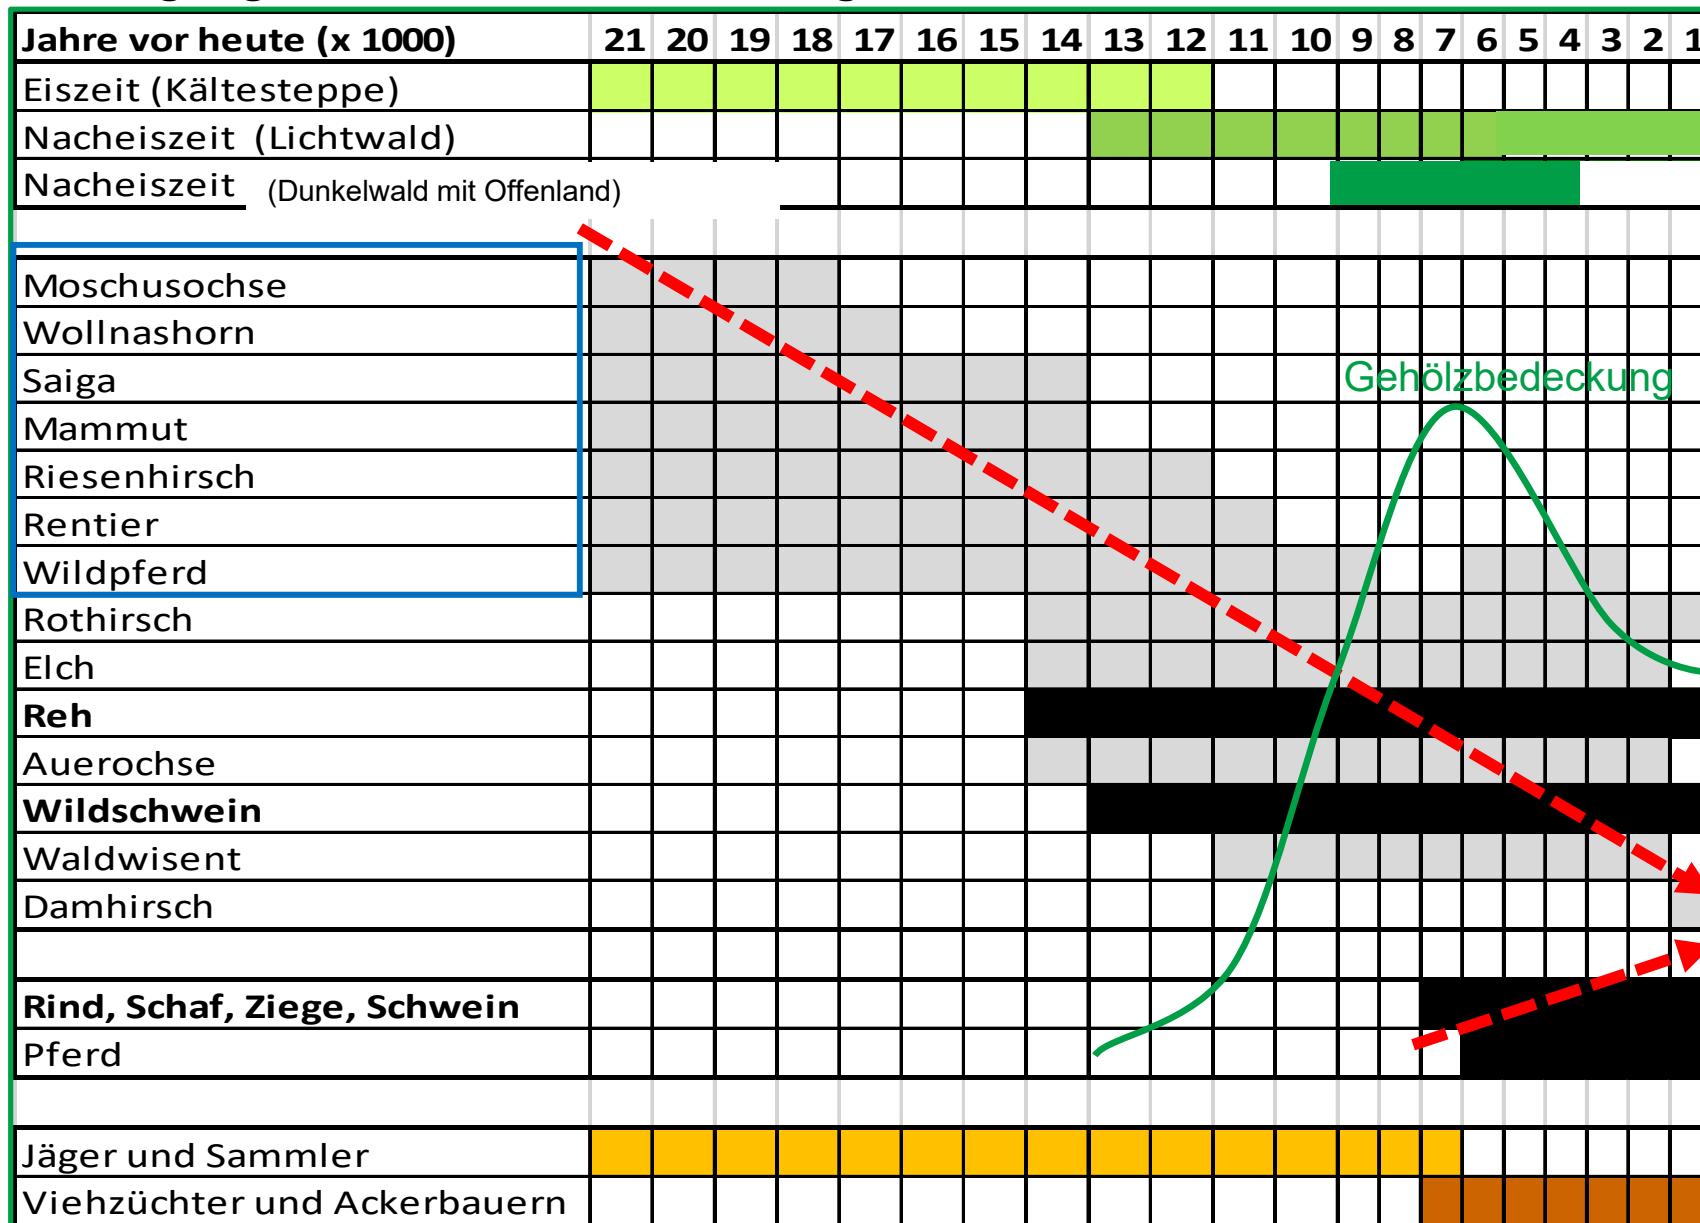 Jahre vor heute (x 1000) 21 20 19 18 17 16 15 14 13 12 11 10 9 8 7 6 5 4 3 2 1
Eiszeit (Kältesteppe)
Nacheiszeit (Lichtwald)
Nacheiszeit (Dunkelwald mit Offenland)
Moschusochse
Wollnashorn
Saiga
Gehölzbedeckung
Mammut
Riesenhirsch
Rentier
Wildpferd
Rothirsch
Elch
Reh
Auerochse
Wildschwein
Waldwisent
Damhirsch
Rind, Schaf, Ziege, Schwein
Pferd
Jäger und Sammler
Viehzüchter und Ackerbauern